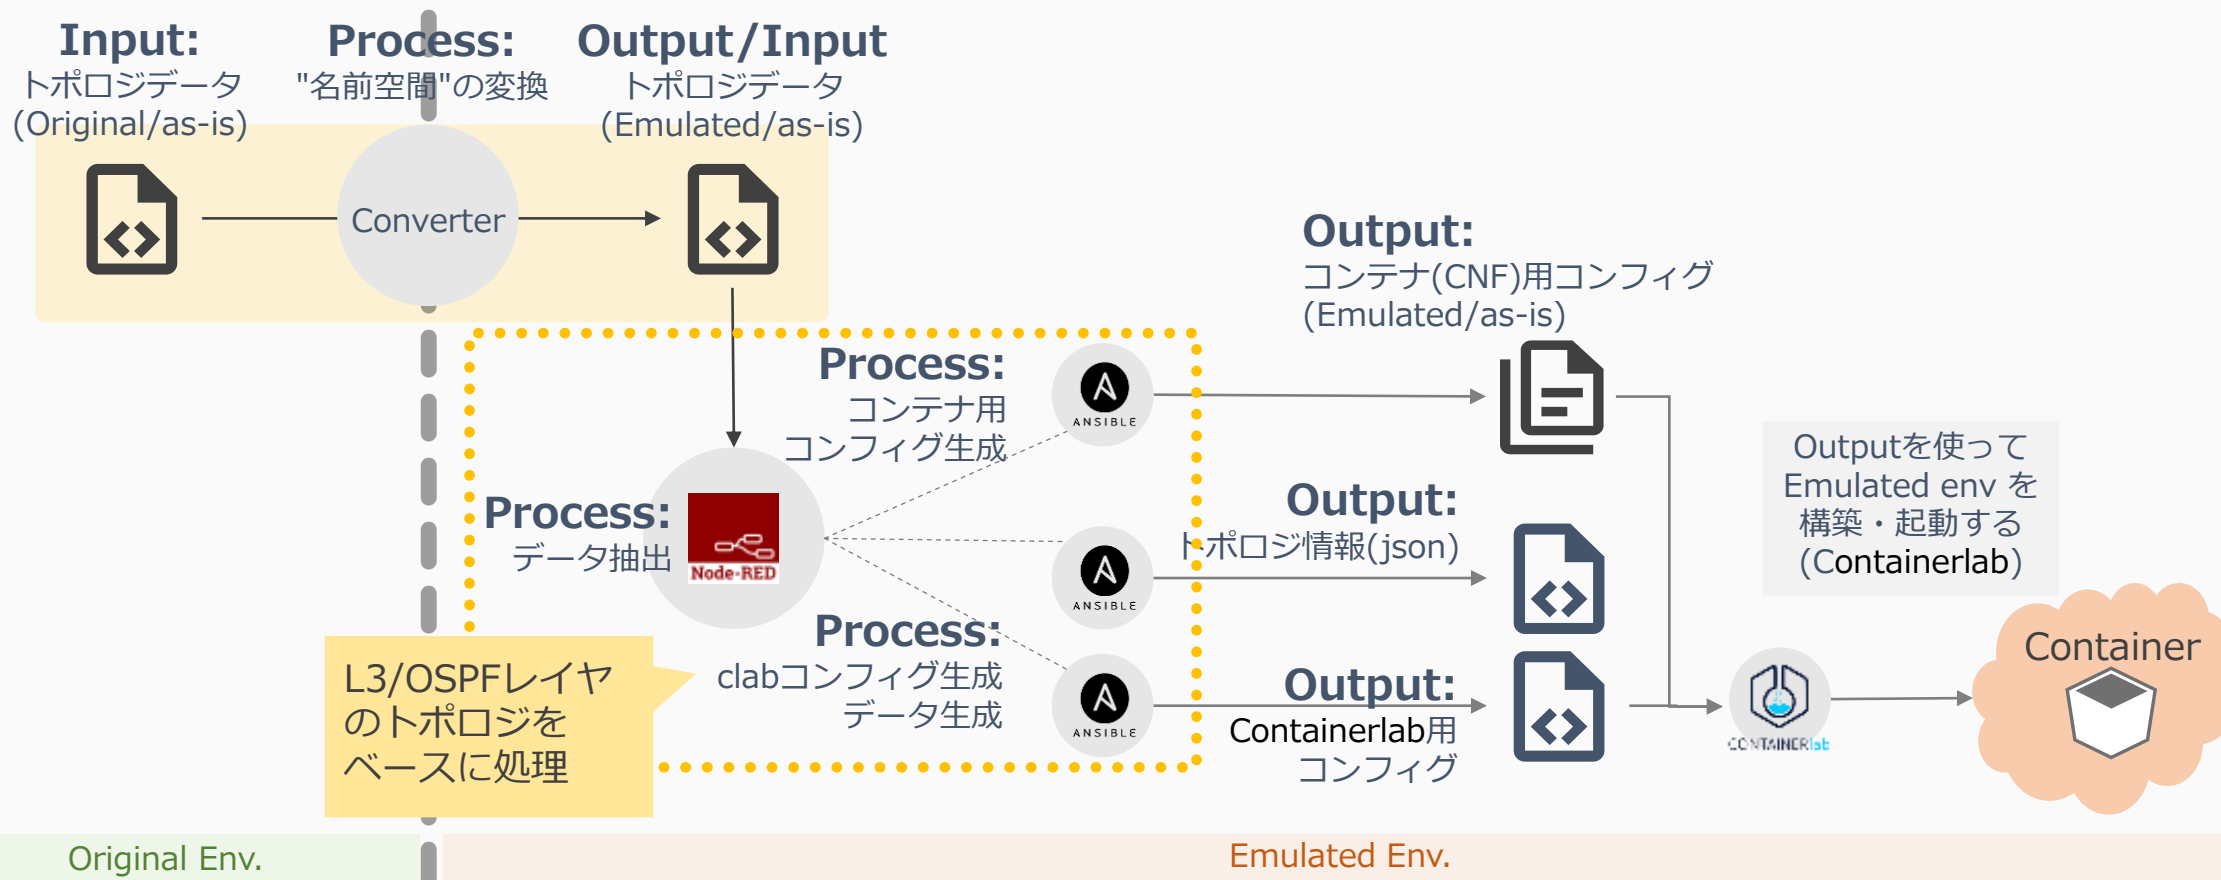 Input:
トポロジデータ
(Original/as-is)
Process:
"名前空間"の変換
Output/Input
トポロジデータ
(Emulated/as-is)
Converter
Output:
コンテナ(CNF)用コンフィグ
(Emulated/as-is)
Process:
コンテナ用
コンフィグ生成
ANSIBLE
Process:
データ抽出
Node-RED
Output:
トポロジ情報(json)
ANSIBLE
Outputを使って
Emulated env を
構築・起動する
(Containerlab)
Process:
clabコンフィグ生成
データ生成
ANSIBLE
Output:
Containerlab用
コンフィグ
CONTAINERlab
Container
L3/OSPFレイヤ
のトポロジを
ベースに処理
Original Env.
Emulated Env.